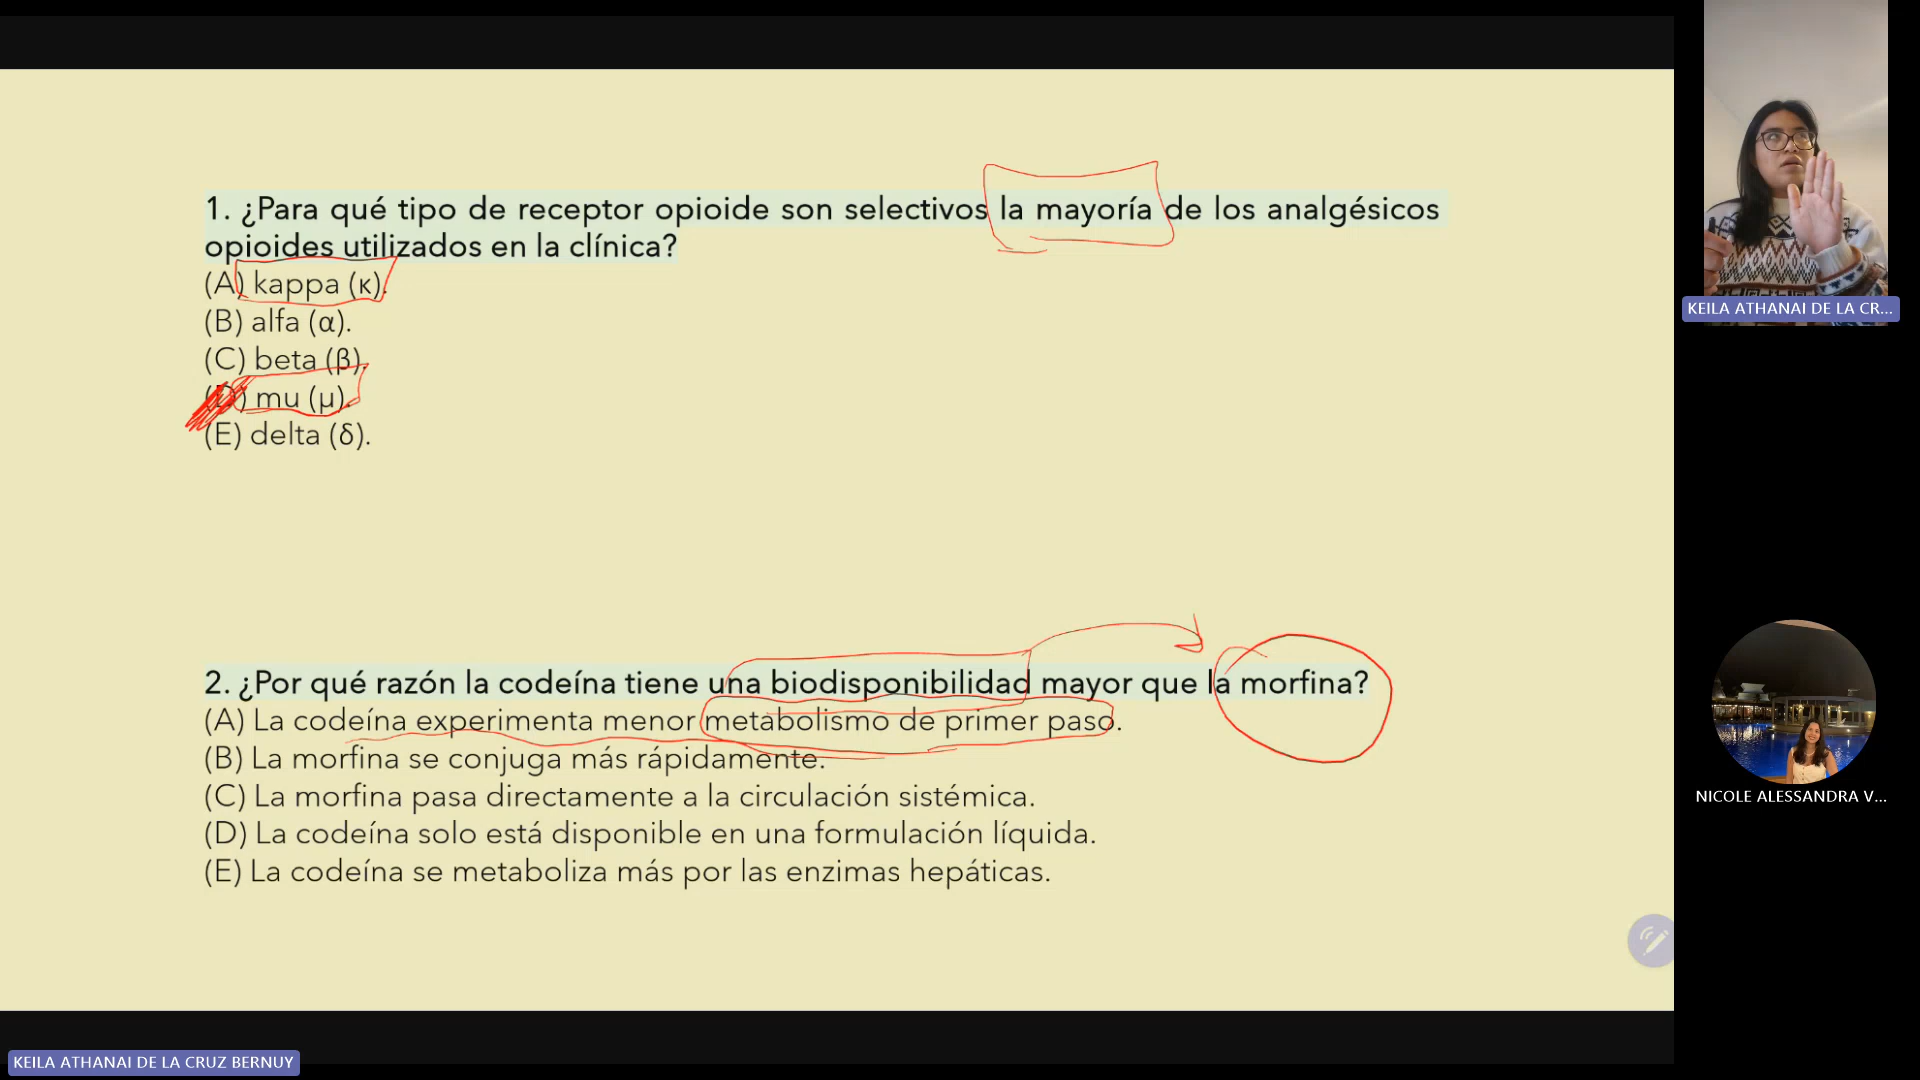 1. ¿Para qué tipo de receptor opioide son selectivos la mayoría de los analgésicos
opioides utilizados en la clínica?
(A) kappa (κ).
(B) alfa (α).
(C) beta (β).
(D) mu (μ).
(E) delta (δ).
2. ¿Por qué razón la codeína tiene una biodisponibilidad mayor que la morfina?
(A) La codeína experimenta menor metabolismo de primer paso.
(B) La morfina se conjuga más rápidamente.
(C) La morfina pasa directamente a la circulación sistémica.
(D) La codeína solo está disponible en una formulación líquida.
(E) La codeína se metaboliza más por las enzimas hepáticas.
KEILA ATHANAI DE LA CR...
NICOLE ALESSANDRA V...
KEILA ATHANAI DE LA CRUZ BERNUY